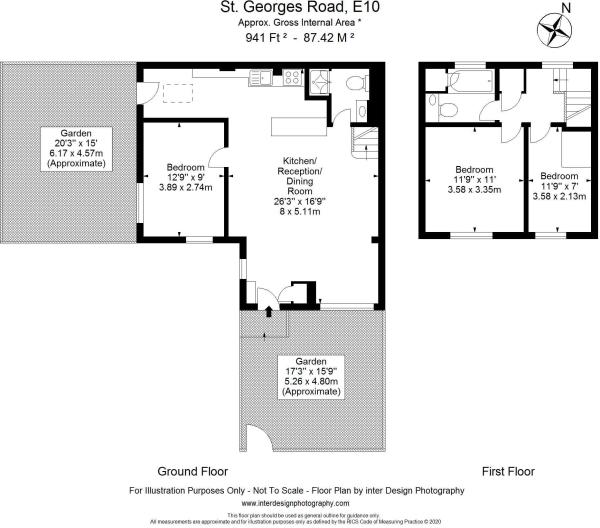 St. Georges Road, E10
Approx. Gross Internal Area *
941 Ft ² - 87.42 M ²
N
Garden
20'3" x 15'
6.17 x 4.57m
(Approximate)
Bedroom
12'9" x 9'
3.89 x 2.74m
Kitchen/
Reception/
Dining
Room
26'3" x 16'9"
8 x 5.11m
Bedroom
11'9" x 11'
3.58 x 3.35m
Bedroom
11'9" x 7'
3.58 x 2.13m
Garden
17'3" x 15'9"
5.26 x 4.80m
(Approximate)
Ground Floor
First Floor
For Illustration Purposes Only - Not To Scale - Floor Plan by inter Design Photography
www.interdesignphotography.com
This floor plan should be used as general outline for guidance only.
All measurements are approximate and for illustration purposes only as defined by the RICS Code of Measuring Practice © 2020